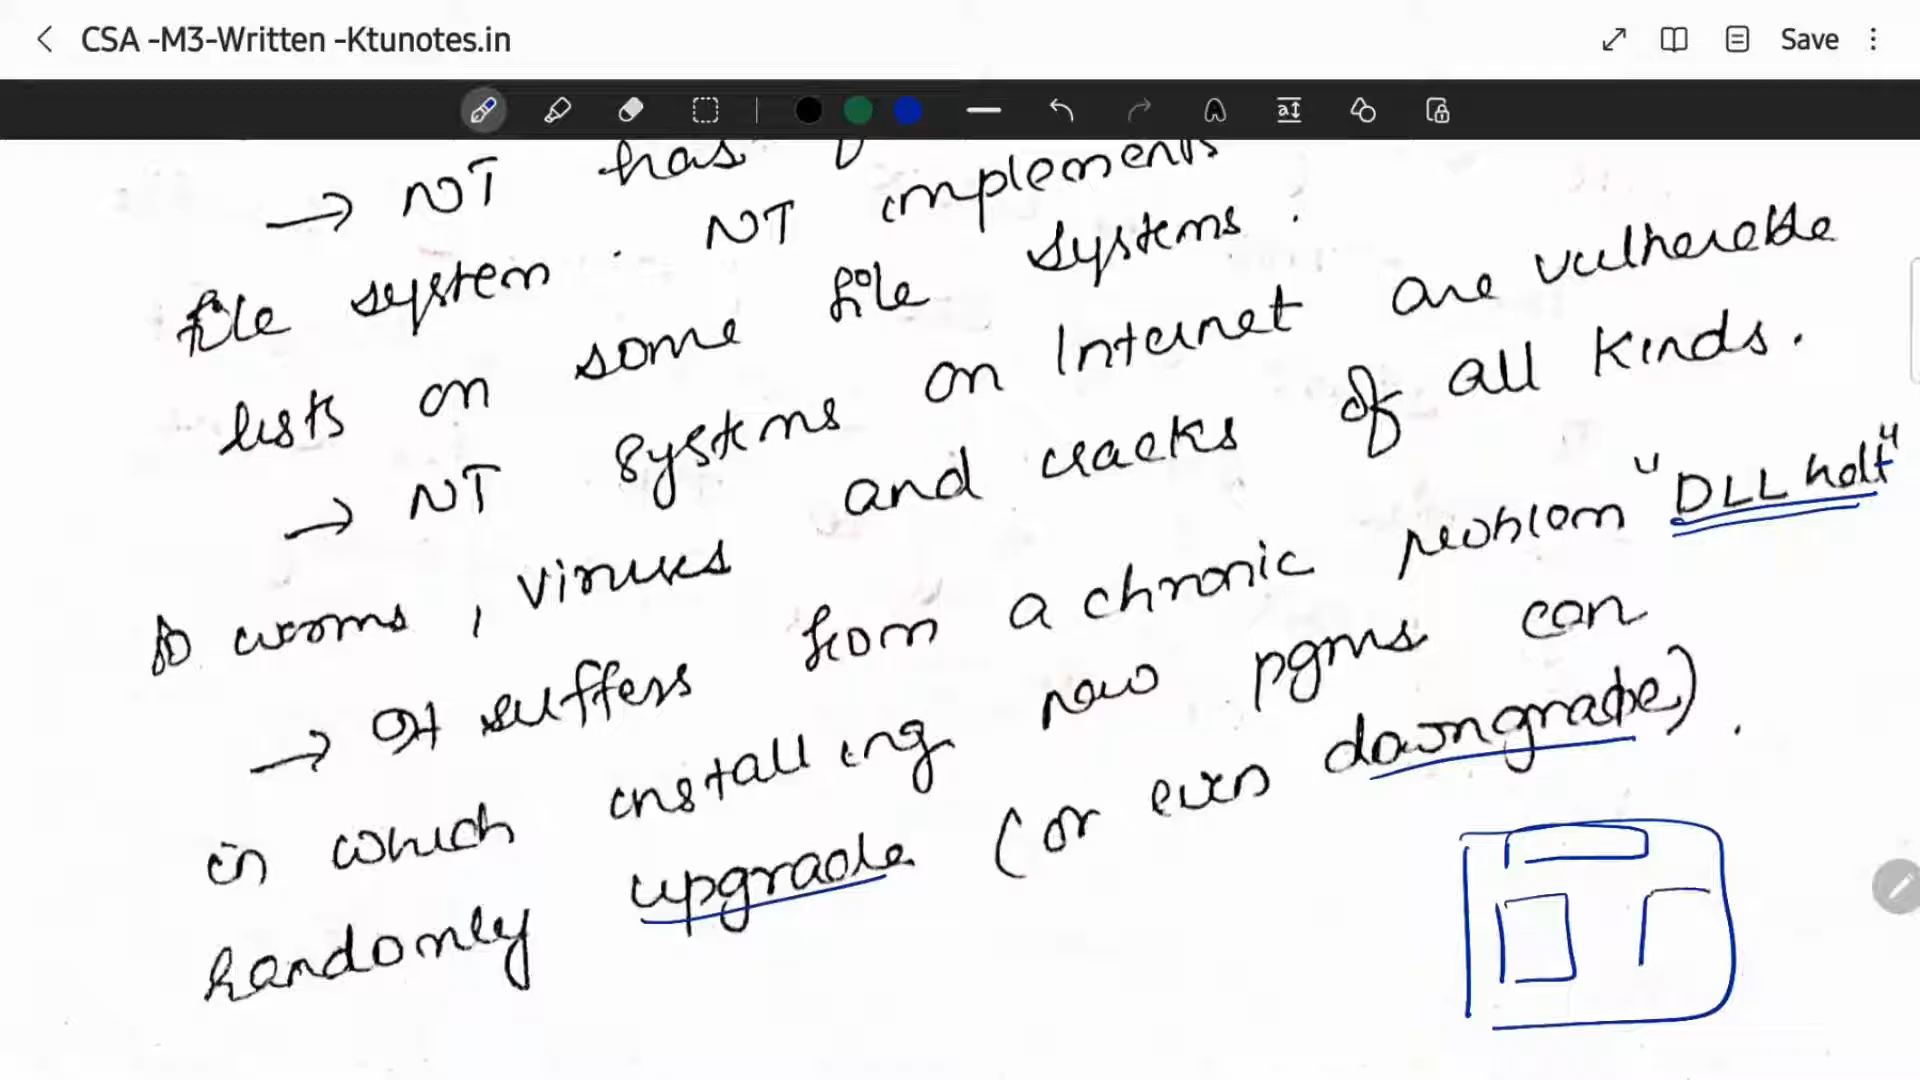 CSA -M3-Written -Ktunotes.in
Save
→ NT has
file system. NT implements
lists on some file systems.
→ NT systems on Internet are vulnerable
to worms, viruses and cracks of all kinds.
→ It suffers from a chronic problem "DLL hell"
in which installing new pgms can
randomly upgrade (or even downgrade).